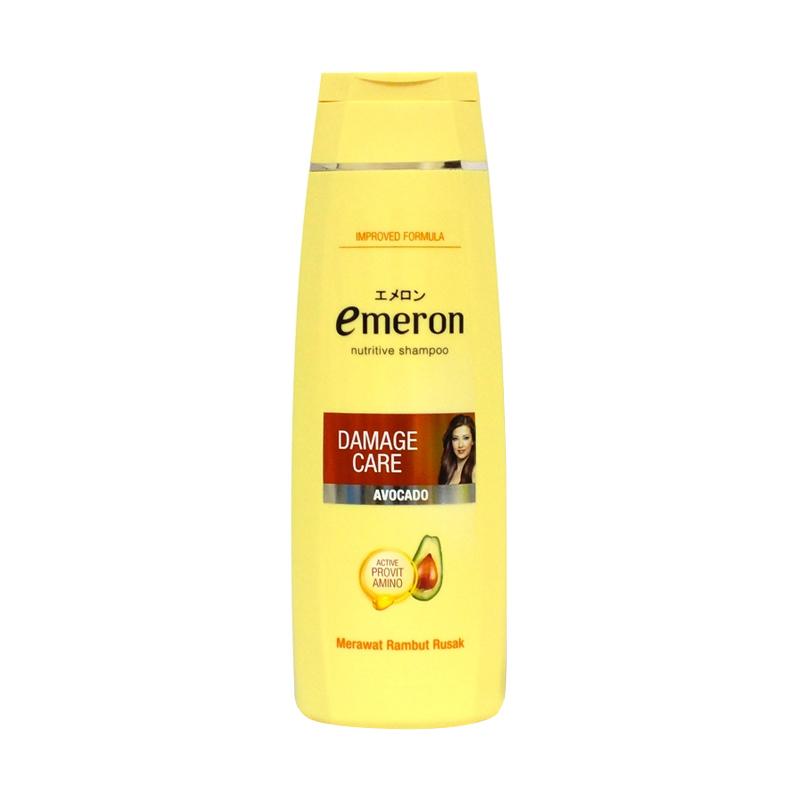 IMPROVED FORMULA
エメロン
emeron
nutritive shampoo
DAMAGE
CARE
AVOCADO
ACTIVE
PROVIT
AMINO
Merawat Rambut Rusak